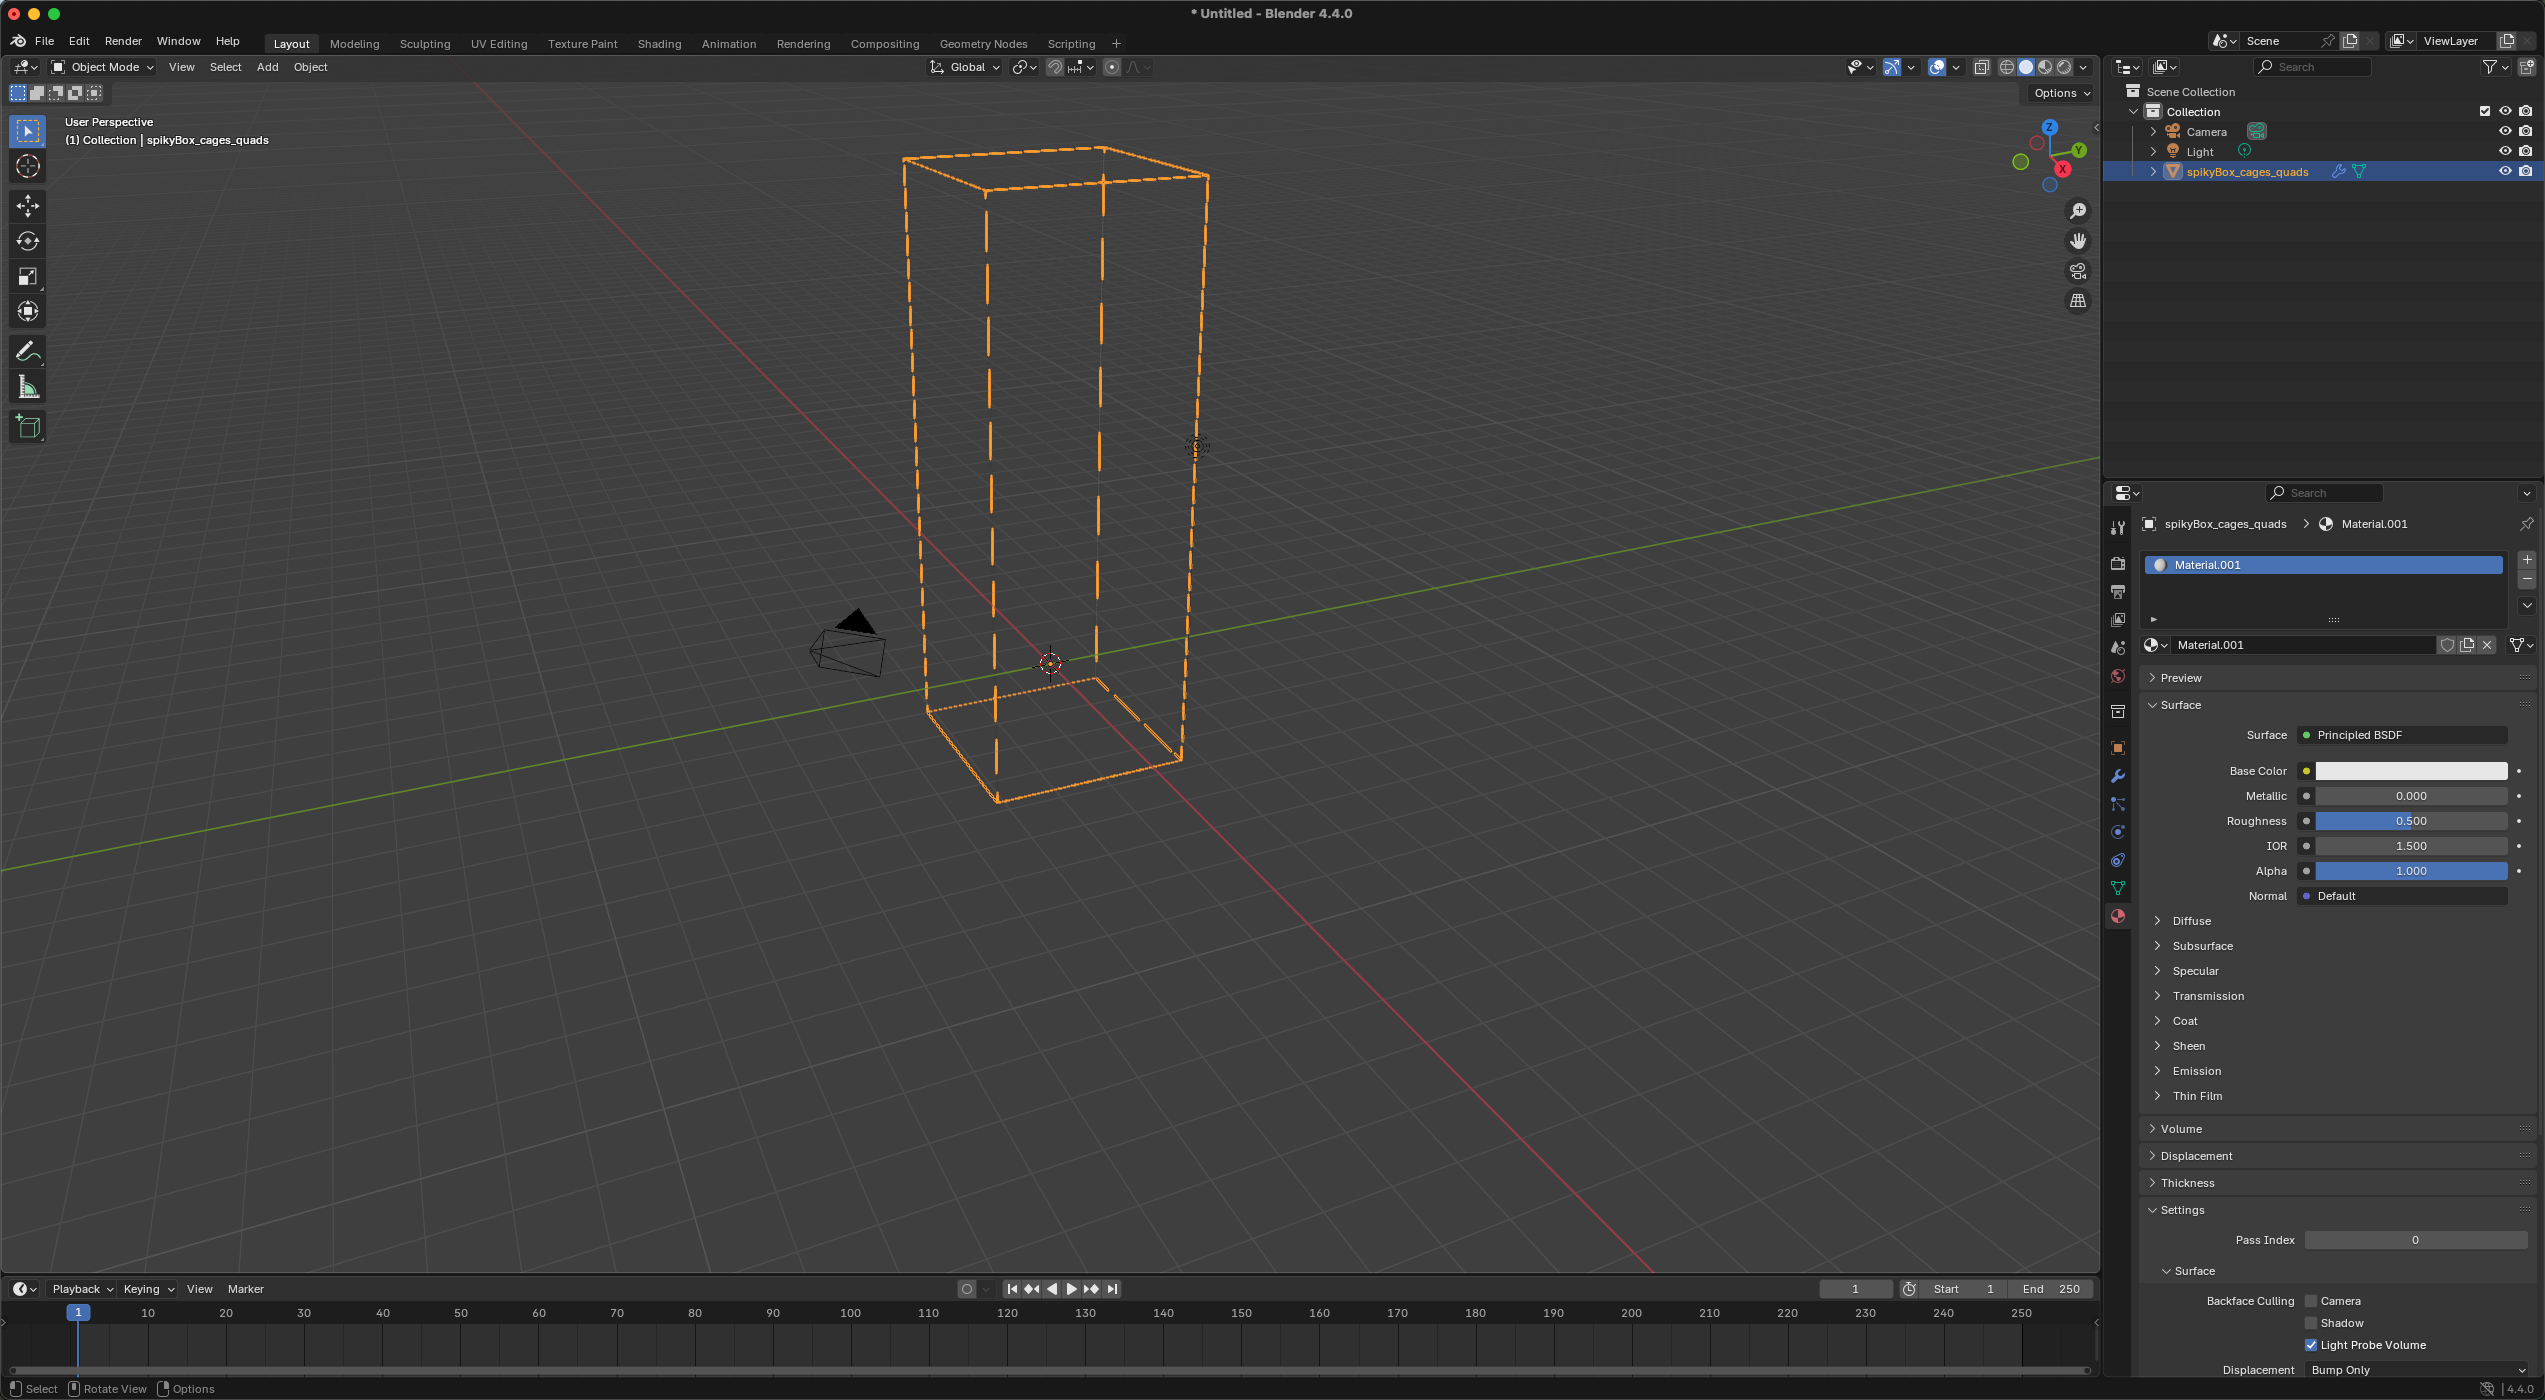 * Untitled - Blender 4.4.0
File Edit Render Window Help
Layout Modeling Sculpting UV Editing Texture Paint Shading Animation Rendering Compositing Geometry Nodes Scripting +
Scene ViewLayer
Object Mode View Select Add Object
Global
Search
Options
User Perspective
(1) Collection | spikyBox_cages_quads
Z
Y
X
Scene Collection
Collection
Camera
Light
spikyBox_cages_quads
Search
spikyBox_cages_quads > Material.001
Material.001
Material.001
Preview
Surface
Surface Principled BSDF
Base Color
Metallic 0.000
Roughness 0.500
IOR 1.500
Alpha 1.000
Normal Default
Diffuse
Subsurface
Specular
Transmission
Coat
Sheen
Emission
Thin Film
Volume
Displacement
Thickness
Settings
Pass Index 0
Surface
Backface Culling Camera
Shadow
Light Probe Volume
Displacement Bump Only
Playback Keying View Marker
1 Start 1 End 250
1 10 20 30 40 50 60 70 80 90 100 110 120 130 140 150 160 170 180 190 200 210 220 230 240 250
Select Rotate View Options
4.4.0